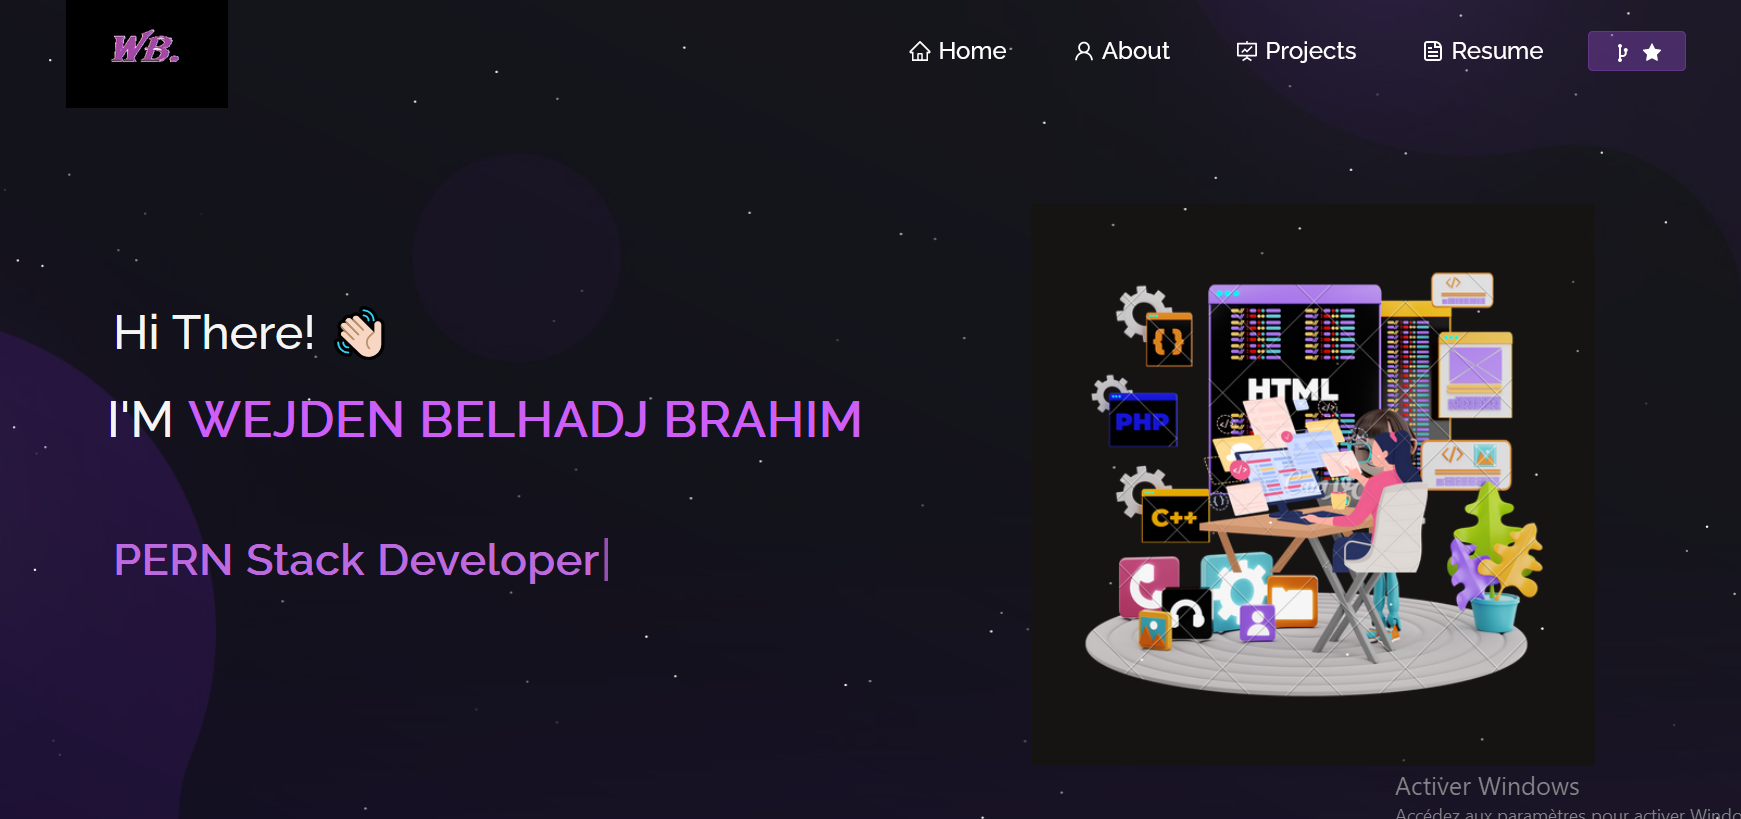 WB.
Home
About
Projects
Resume
Hi There!
I'M WEJDEN BELHADJ BRAHIM
PERN Stack Developer
{}
</>
HTML
PHP
</>
C++
Activer Windows
Accédez aux paramètres pour activer Windo